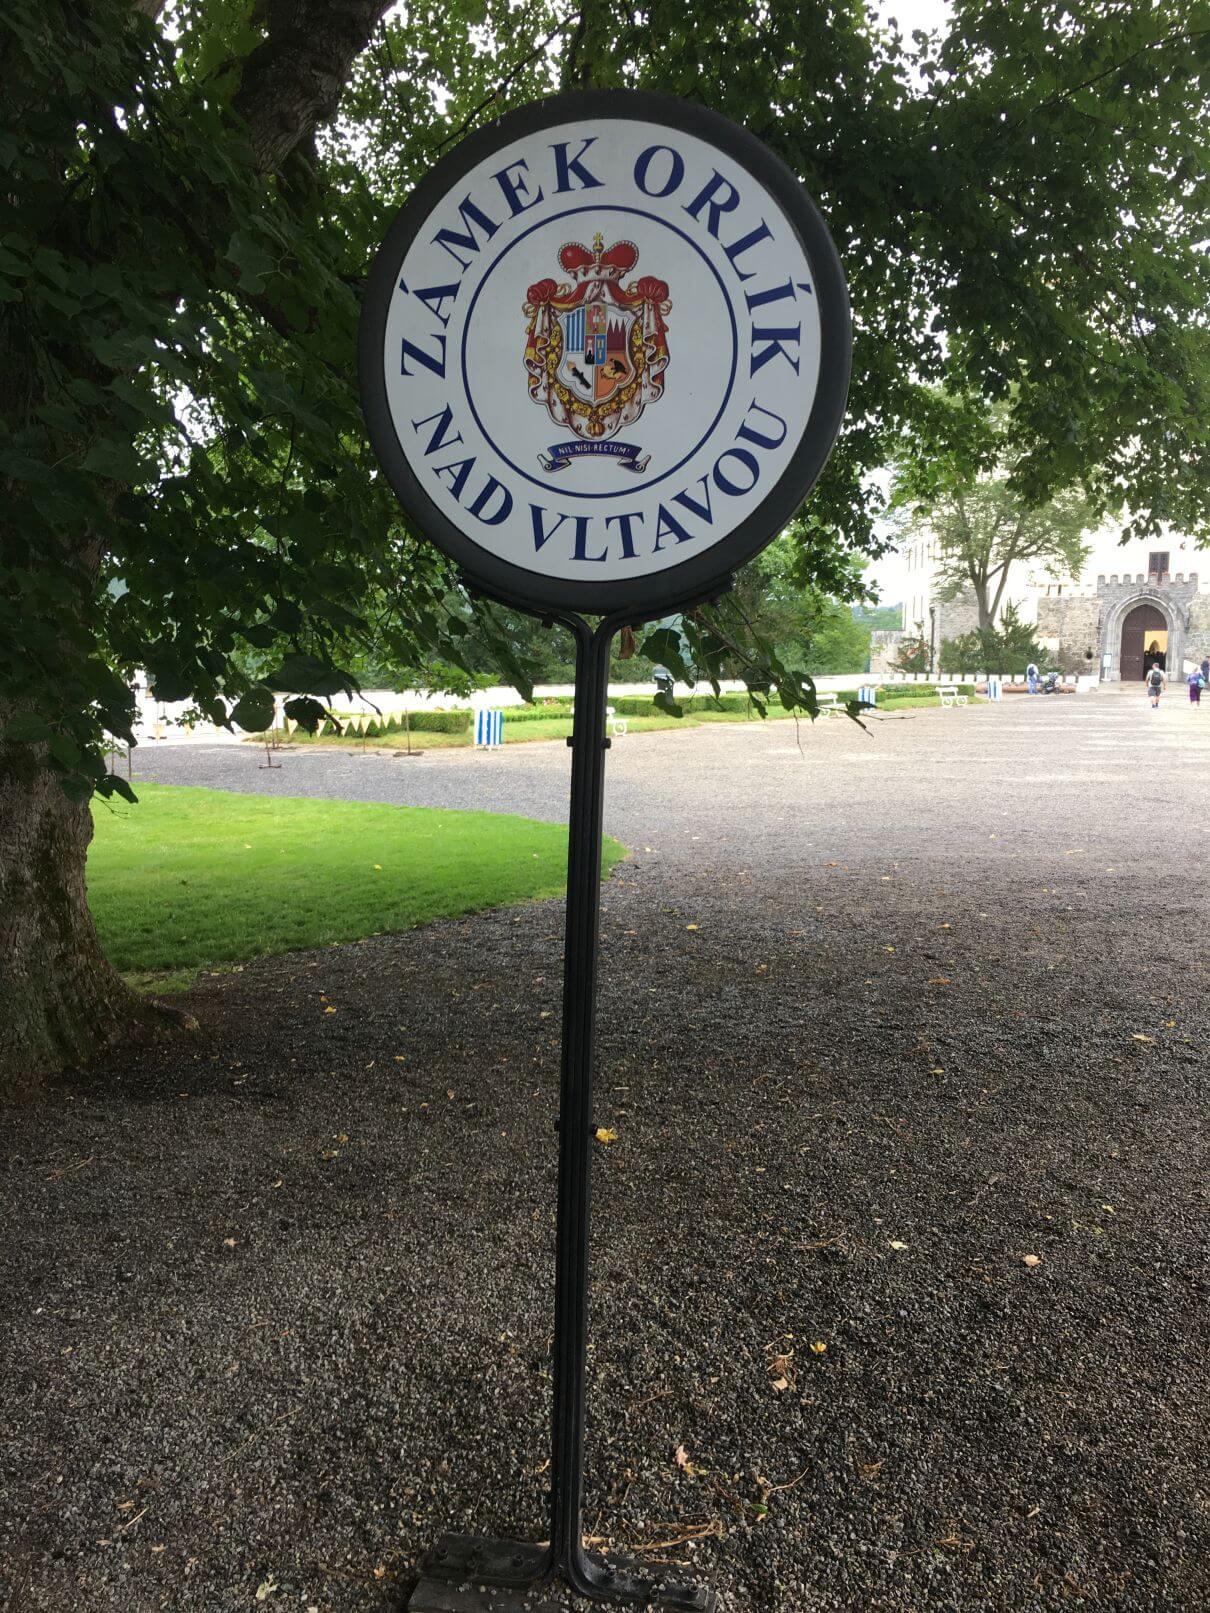 ZÁMEK ORLÍK
NAD VLTAVOU
NIL NISI RECTUM!